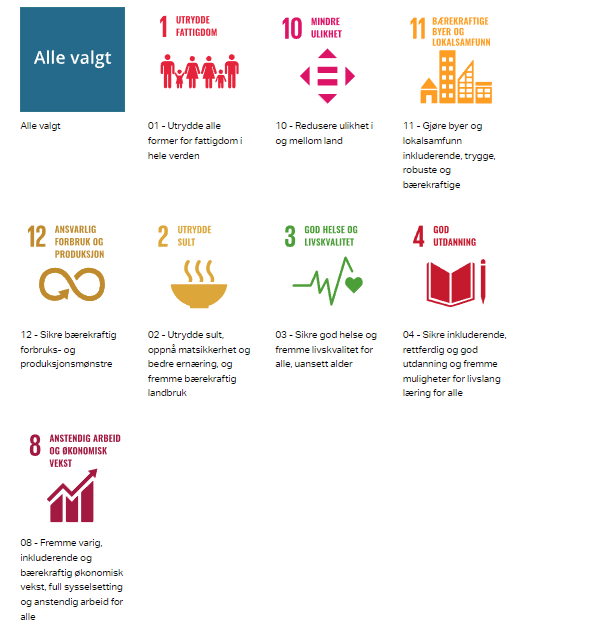 Alle valgt
Alle valgt
1 UTRYDDE
FATTIGDOM
01 - Utrydde alle
former for fattigdom i
hele verden
10 MINDRE
ULIKHET
10 - Redusere ulikhet i
og mellom land
11 BÆREKRAFTIGE
BYER OG
LOKALSAMFUNN
11 - Gjøre byer og
lokalsamfunn
inkluderende, trygge,
robuste og
bærekraftige
12 ANSVARLIG
FORBRUK OG
PRODUKSJON
12 - Sikre bærekraftig
forbruks- og
produksjonsmønstre
2 UTRYDDE
SULT
02 - Utrydde sult,
oppnå matsikkerhet og
bedre ernæring, og
fremme bærekraftig
landbruk
3 GOD HELSE OG
LIVSKVALITET
03 - Sikre god helse og
fremme livskvalitet for
alle, uansett alder
4 GOD
UTDANNING
04 - Sikre inkluderende,
rettferdig og god
utdanning og fremme
muligheter for livslang
læring for alle
8 ANSTENDIG ARBEID
OG ØKONOMISK
VEKST
08 - Fremme varig,
inkluderende og
bærekraftig økonomisk
vekst, full sysselsetting
og anstendig arbeid for
alle